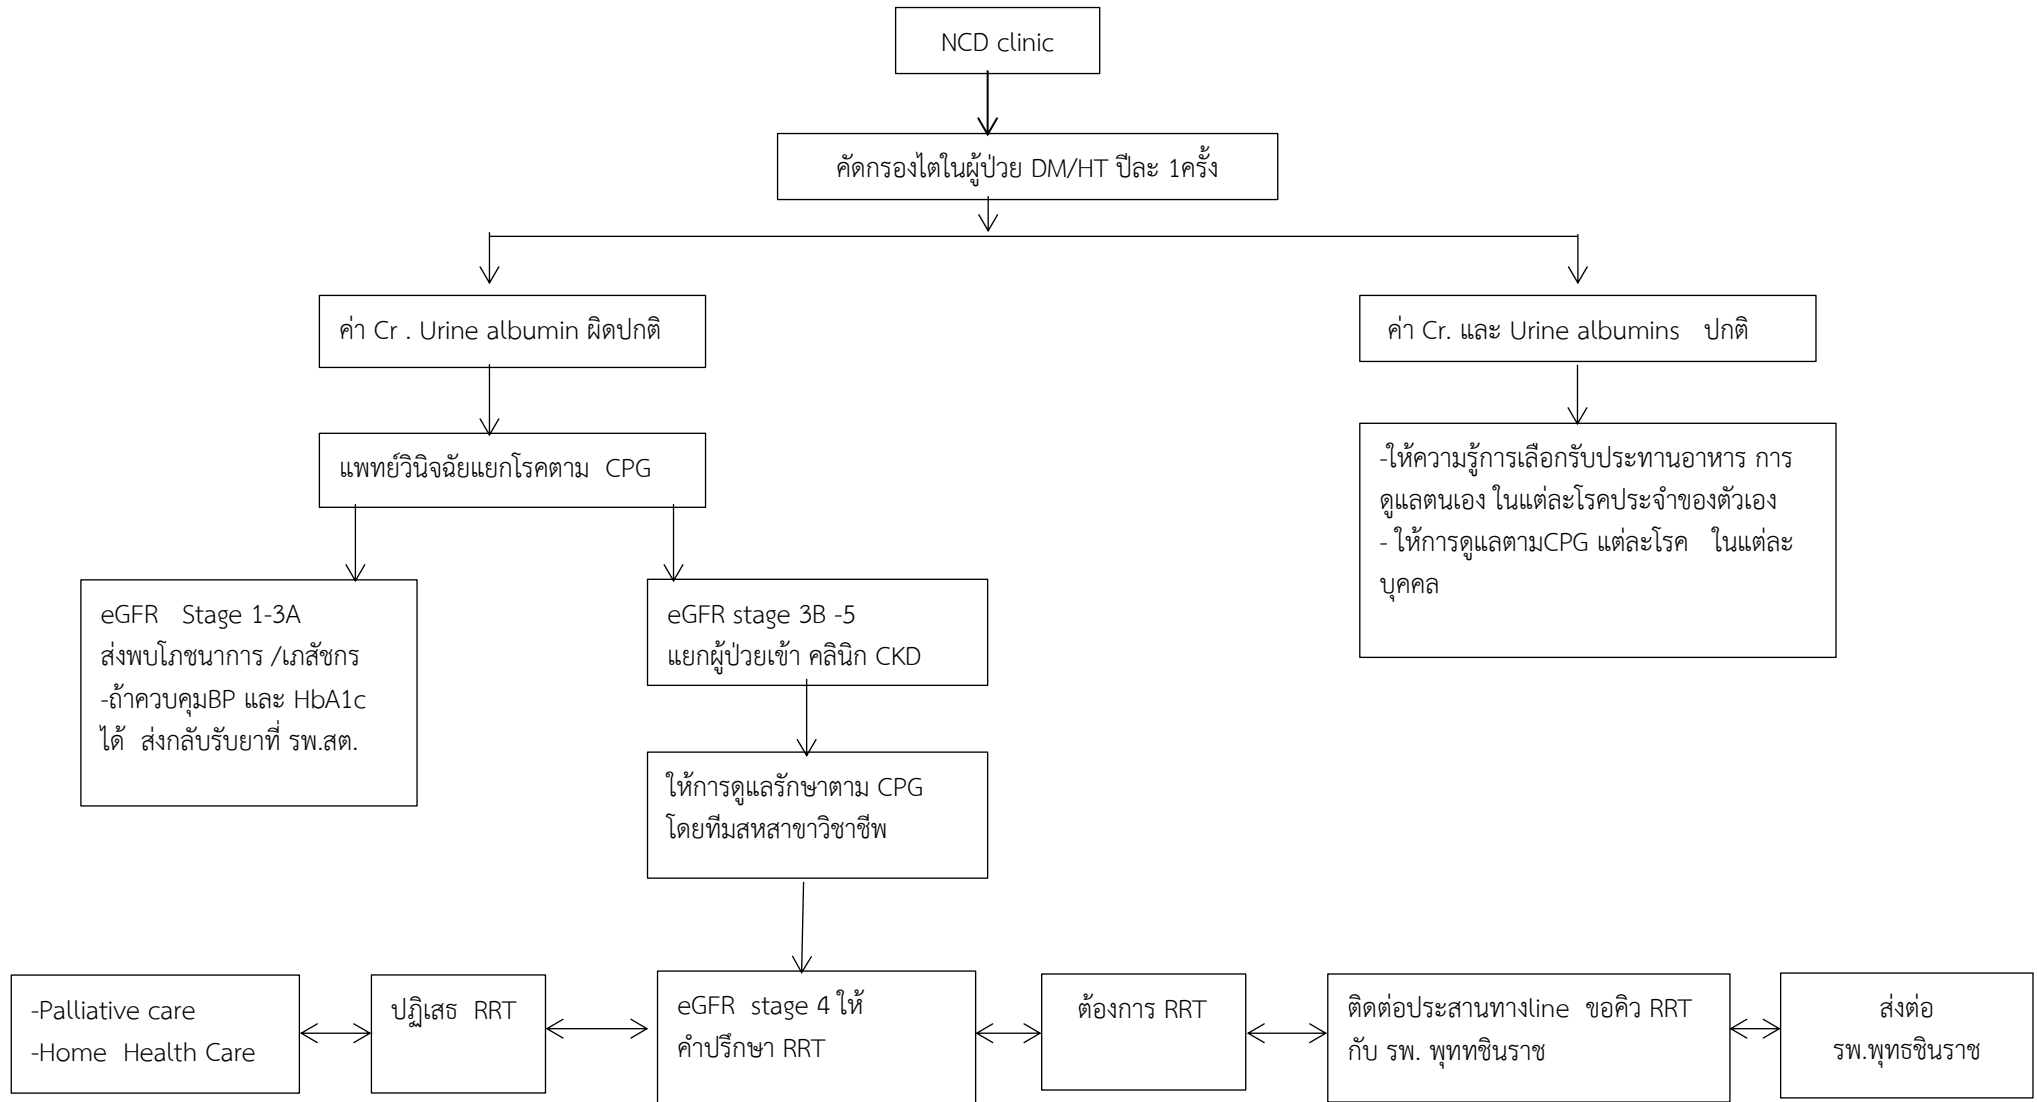 NCD clinic
คัดกรองไตในผู้ป่วย DM/HT ปีละ 1ครั้ง
ค่า Cr . Urine albumin ผิดปกติ
ค่า Cr. และ Urine albumins ปกติ
แพทย์วินิจฉัยแยกโรคตาม CPG
-ให้ความรู้การเลือกรับประทานอาหาร การ
ดูแลตนเอง ในแต่ละโรคประจำของตัวเอง
- ให้การดูแลตามCPG แต่ละโรค ในแต่ละ
บุคคล
eGFR Stage 1-3A
ส่งพบโภชนาการ /เภสัชกร
-ถ้าควบคุมBP และ HbA1c
ได้ ส่งกลับรับยาที่ รพ.สต.
eGFR stage 3B -5
แยกผู้ป่วยเข้า คลินิก CKD
ให้การดูแลรักษาตาม CPG
โดยทีมสหสาขาวิชาชีพ
-Palliative care
-Home Health Care
ปฏิเสธ RRT
eGFR stage 4 ให้
คำปรึกษา RRT
ต้องการ RRT
ติดต่อประสานทางline ขอคิว RRT
กับ รพ. พุททชินราช
ส่งต่อ
รพ.พุทธชินราช